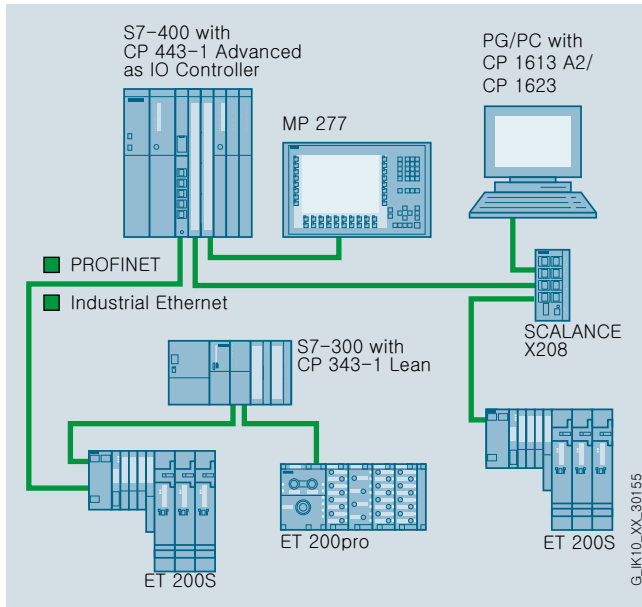 S7-400 with
CP 443-1 Advanced
as IO Controller
PG/PC with
CP 1613 A2/
CP 1623
MP 277
PROFINET
Industrial Ethernet
SCALANCE
X208
S7-300 with
CP 343-1 Lean
ET 200S
ET 200pro
ET 200S
G_IK10_XX_30155